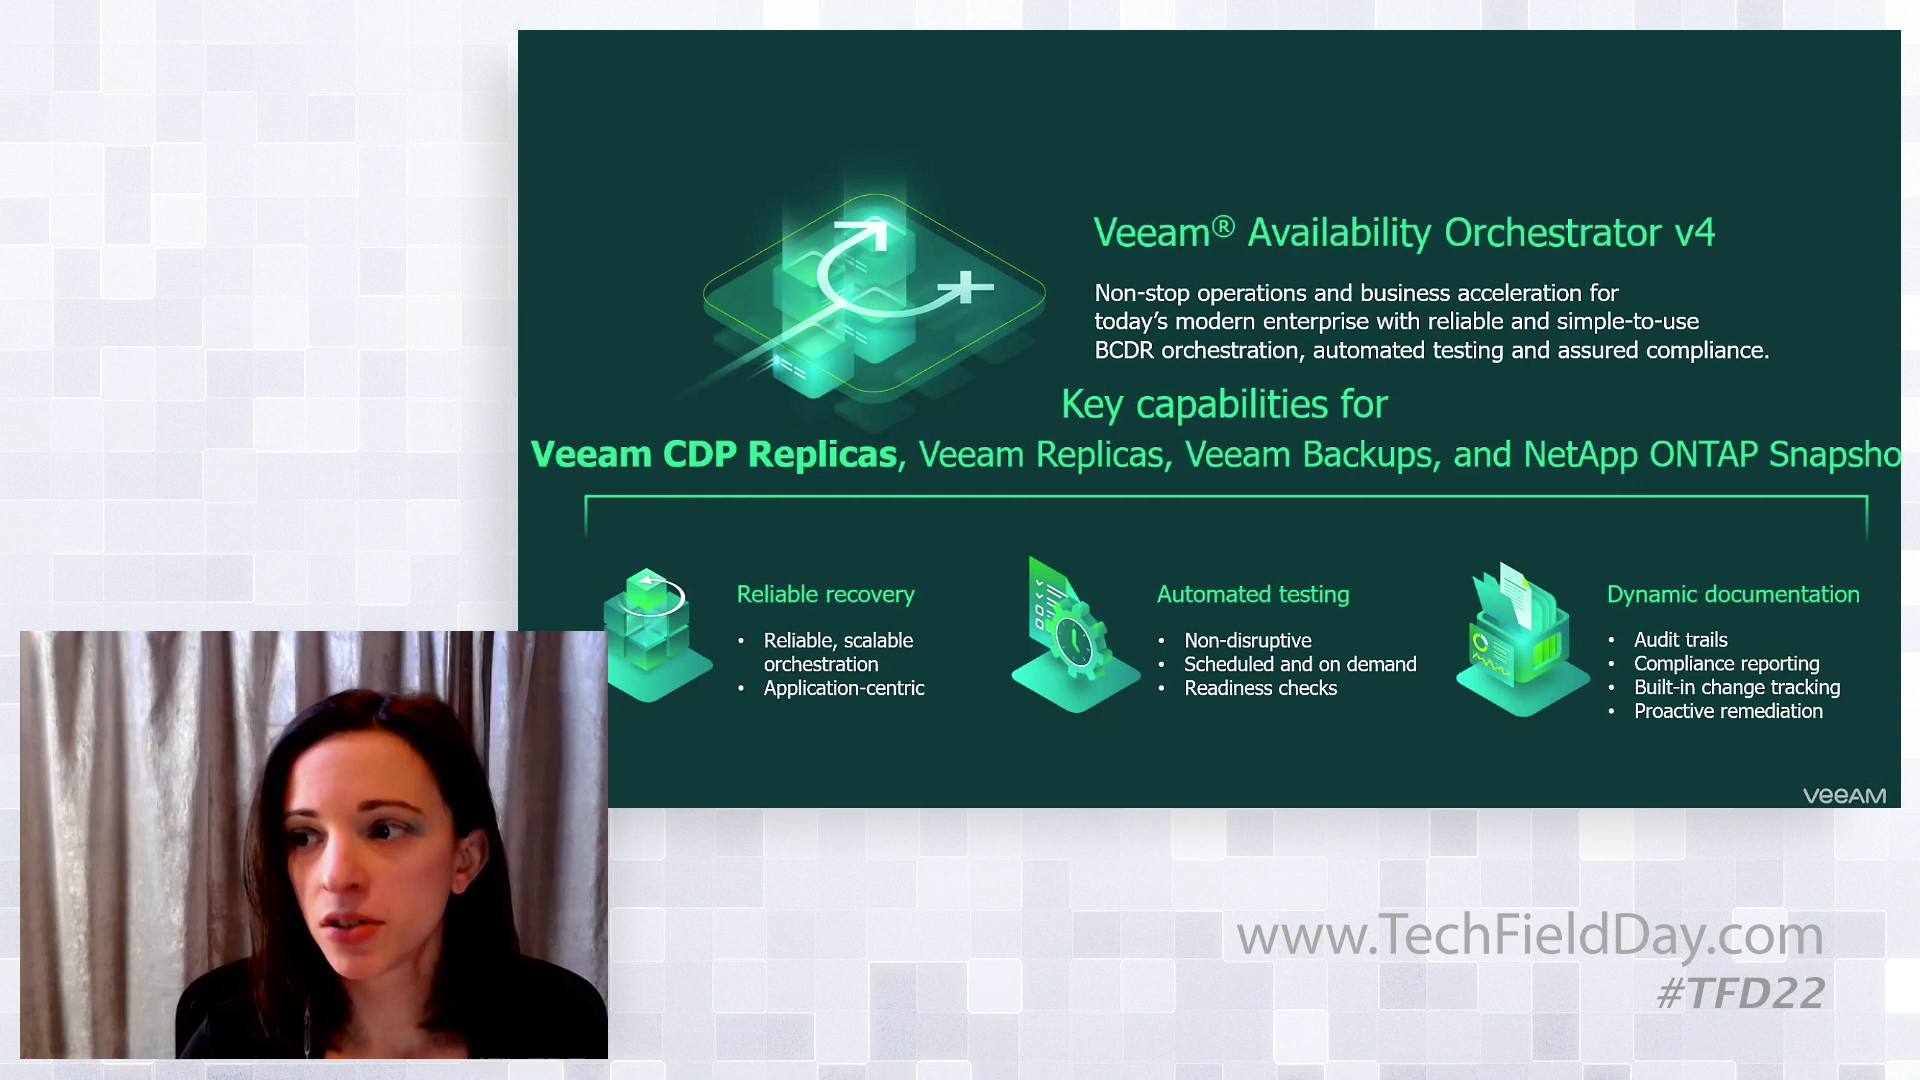 Veeam® Availability Orchestrator v4
Non-stop operations and business acceleration for
today's modern enterprise with reliable and simple-to-use
BCDR orchestration, automated testing and assured compliance.
Key capabilities for
Veeam CDP Replicas, Veeam Replicas, Veeam Backups, and NetApp ONTAP Snapsho
Reliable recovery
• Reliable, scalable
orchestration
• Application-centric
Automated testing
• Non-disruptive
• Scheduled and on demand
• Readiness checks
Dynamic documentation
• Audit trails
• Compliance reporting
• Built-in change tracking
• Proactive remediation
veeAM
www.TechFieldDay.com
#TFD22